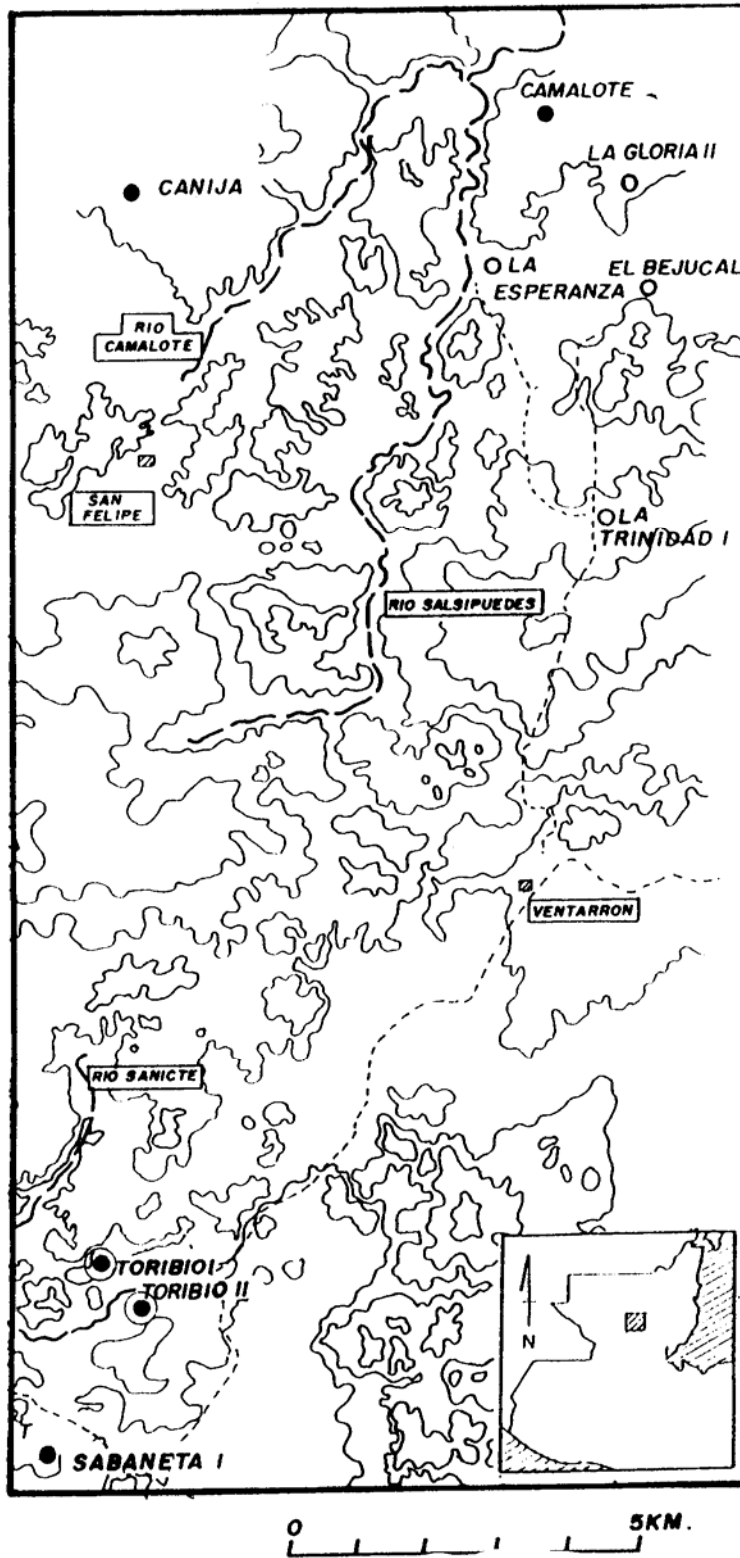 CAMALOTE
LA GLORIA II
CANIJA
LA
ESPERANZA
EL BEJUCAL
RIO
CAMALOTE
SAN
FELIPE
LA
TRINIDAD I
RIO SALSIPUEDES
VENTARRON
RIO SANICTE
TORIBIO I
TORIBIO II
N
SABANETA I
0 5KM.